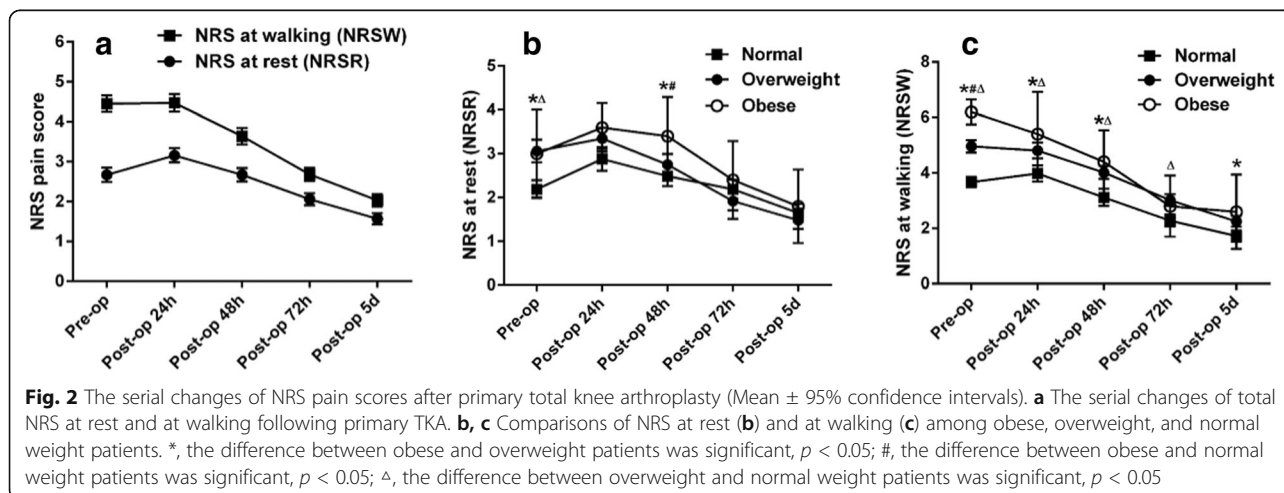 a
NRS at walking (NRSW)
NRS at rest (NRSR)
NRS pain score
6
5
4
3
2
1
0
Pre-op
Post-op 24h
Post-op 48h
Post-op 72h
Post-op 5d
b
Normal
Overweight
Obese
NRS at rest (NRSR)
5
4
3
2
1
0
*△
*#
Pre-op
Post-op 24h
Post-op 48h
Post-op 72h
Post-op 5d
c
Normal
Overweight
Obese
NRS at walking (NRSW)
8
6
4
2
0
*#△
*△
*△
△
*
Pre-op
Post-op 24h
Post-op 48h
Post-op 72h
Post-op 5d
Fig. 2 The serial changes of NRS pain scores after primary total knee arthroplasty (Mean ± 95% confidence intervals). a The serial changes of total
NRS at rest and at walking following primary TKA. b, c Comparisons of NRS at rest (b) and at walking (c) among obese, overweight, and normal
weight patients. *, the difference between obese and overweight patients was significant, p < 0.05; #, the difference between obese and normal
weight patients was significant, p < 0.05; △, the difference between overweight and normal weight patients was significant, p < 0.05